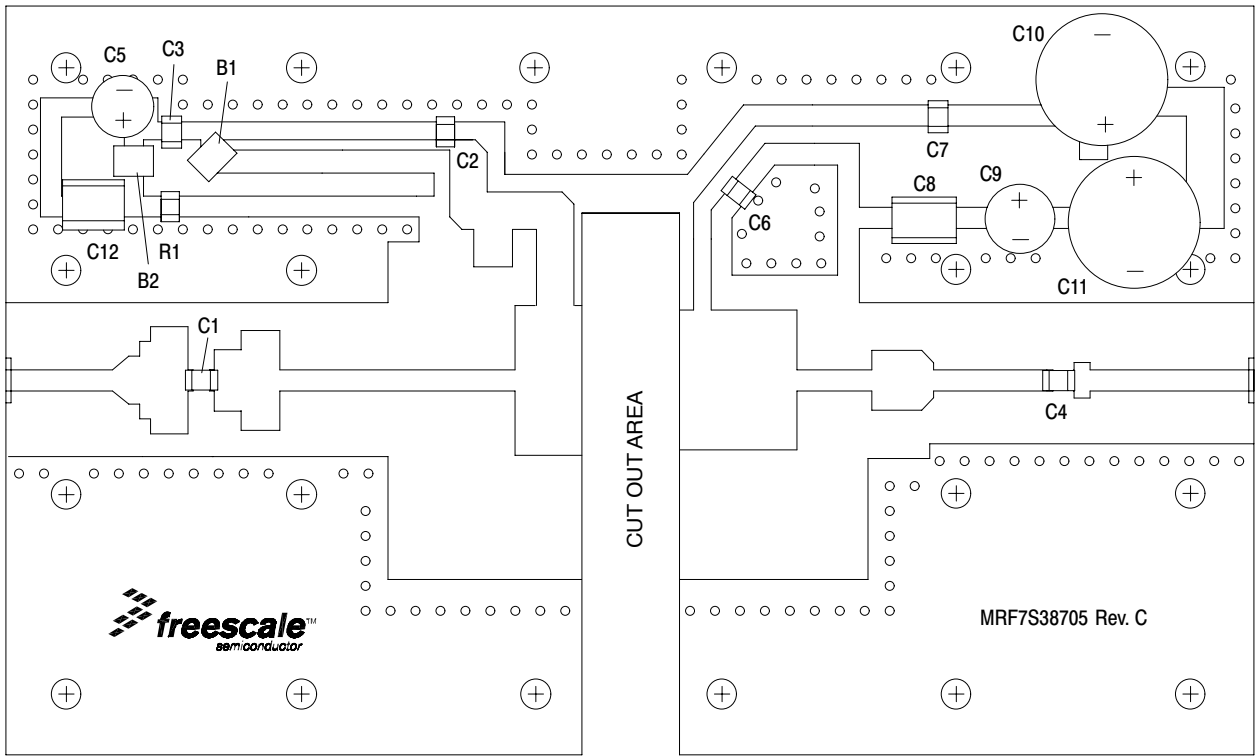 C10
C5
C3
B1
C2
C7
C8
C9
C6
C12
R1
B2
C11
C1
C4
CUT OUT AREA
freescale™
semiconductor
MRF7S38705 Rev. C